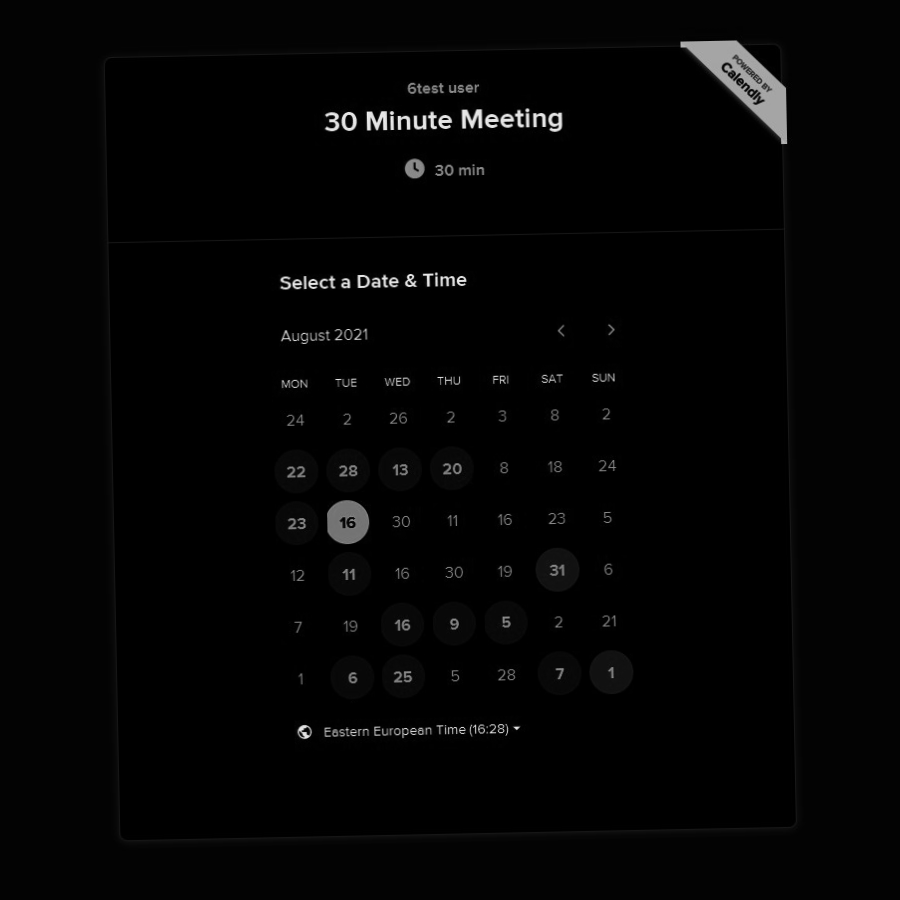 POWERED BY
Calendly
6test user
30 Minute Meeting
30 min
Select a Date & Time
August 2021
MON TUE WED THU FRI SAT SUN
24 2 26 2 3 8 2
22 28 13 20 8 18 24
23 16 30 11 16 23 5
12 11 16 30 19 31 6
7 19 16 9 5 2 21
1 6 25 5 28 7 1
Eastern European Time (16:28)